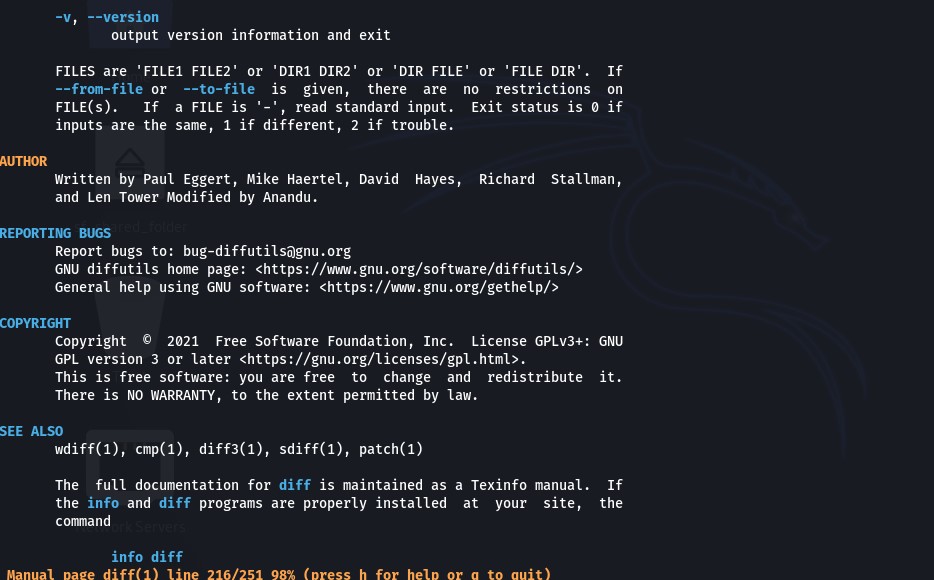 -v, --version
output version information and exit
FILES are 'FILE1 FILE2' or 'DIR1 DIR2' or 'DIR FILE' or 'FILE DIR'.  If
--from-file or  --to-file  is  given,  there  are  no  restrictions  on
FILE(s).   If  a FILE is '-', read standard input.  Exit status is 0 if
inputs are the same, 1 if different, 2 if trouble.
AUTHOR
Written by Paul Eggert, Mike Haertel, David  Hayes,  Richard  Stallman,
and Len Tower Modified by Anandu.
REPORTING BUGS
Report bugs to: bug-diffutils@gnu.org
GNU diffutils home page: <https://www.gnu.org/software/diffutils/>
General help using GNU software: <https://www.gnu.org/gethelp/>
COPYRIGHT
Copyright  ©  2021  Free Software Foundation, Inc.  License GPLv3+: GNU
GPL version 3 or later <https://gnu.org/licenses/gpl.html>.
This is free software: you are free  to  change  and  redistribute  it.
There is NO WARRANTY, to the extent permitted by law.
SEE ALSO
wdiff(1), cmp(1), diff3(1), sdiff(1), patch(1)
The  full documentation for diff is maintained as a Texinfo manual.  If
the info and diff programs are properly installed  at  your  site,  the
command
Network Servers
info diff
Manual page diff(1) line 216/251 98% (press h for help or q to quit)